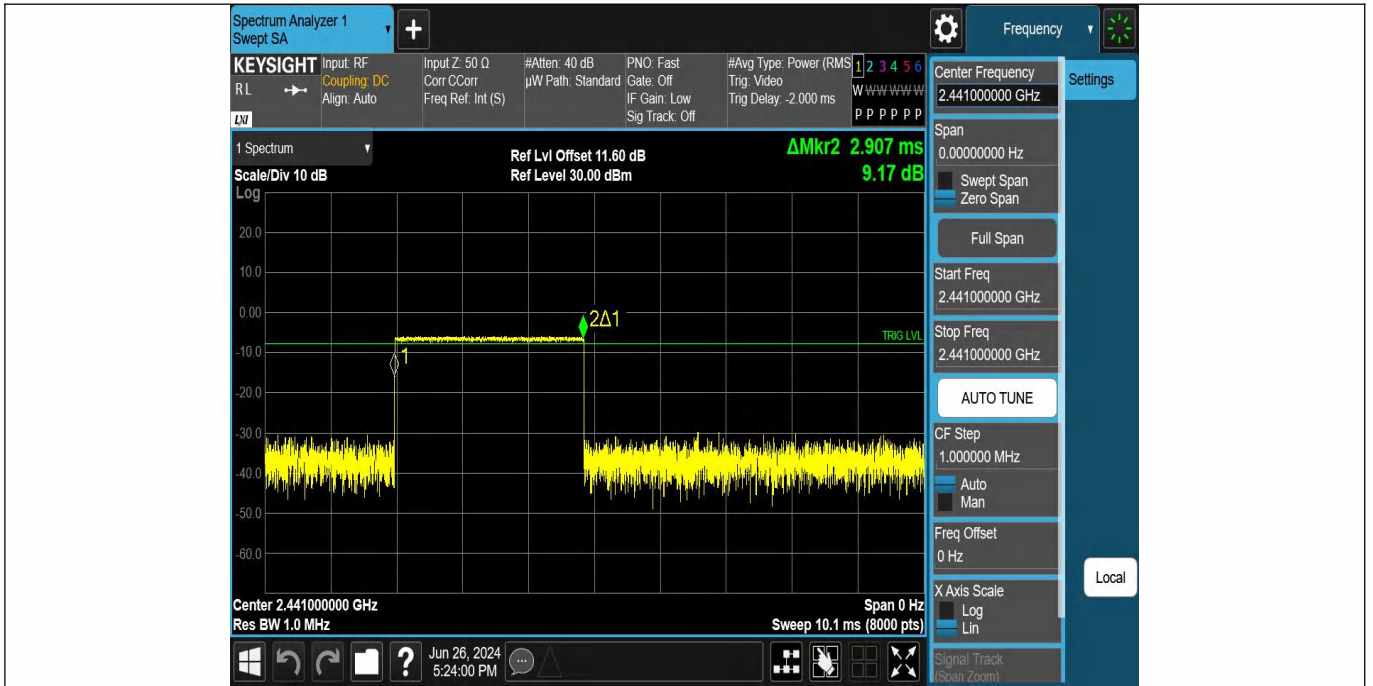 Spectrum Analyzer 1
Swept SA
Frequency
KEYSIGHT
RL
LXI
Input: RF
Coupling: DC
Align: Auto
Input Z: 50 Ω
Corr CCorr
Freq Ref: Int (S)
#Atten: 40 dB
µW Path: Standard
PNO: Fast
Gate: Off
IF Gain: Low
Sig Track: Off
#Avg Type: Power (RMS
Trig: Video
Trig Delay: -2.000 ms
1 2 3 4 5 6
W W W W W W
P P P P P P
1 Spectrum
Scale/Div 10 dB
Ref Lvl Offset 11.60 dB
Ref Level 30.00 dBm
ΔMkr2 2.907 ms
9.17 dB
Log
20.0
10.0
0.00
-10.0
-20.0
-30.0
-40.0
-50.0
-60.0
2Δ1
1
TRIG LVL
Center 2.441000000 GHz
Res BW 1.0 MHz
Span 0 Hz
Sweep 10.1 ms (8000 pts)
Jun 26, 2024
5:24:00 PM
Center Frequency
2.441000000 GHz
Settings
Span
0.00000000 Hz
Swept Span
Zero Span
Full Span
Start Freq
2.441000000 GHz
Stop Freq
2.441000000 GHz
AUTO TUNE
CF Step
1.000000 MHz
Auto
Man
Freq Offset
0 Hz
X Axis Scale
Log
Lin
Local
Signal Track
(Span Zoom)